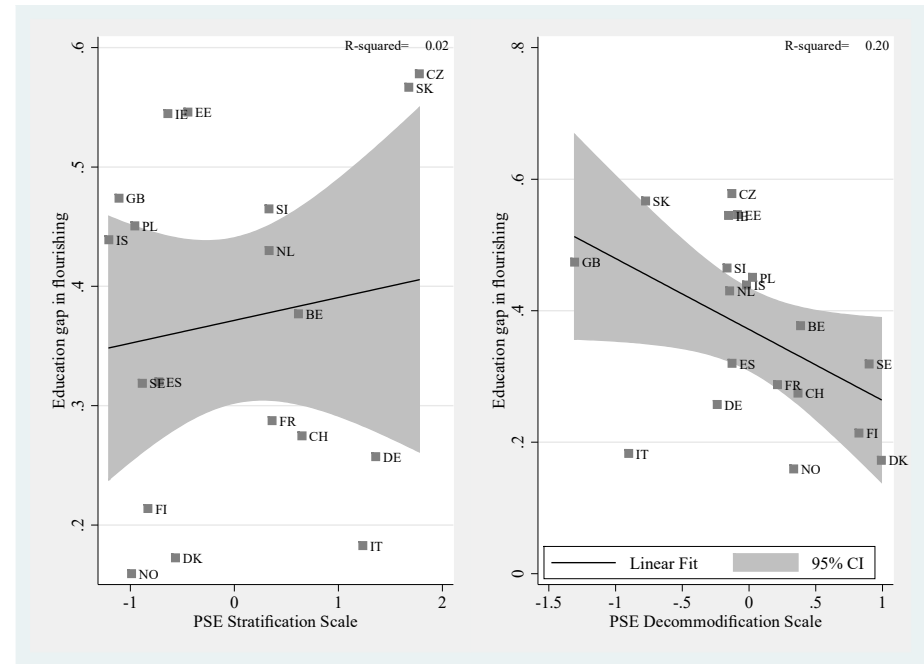 R-squared= 0.02
Education gap in flourishing
.6
.5
.4
.3
.2
CZ
SK
IE
EE
GB
SI
PL
IS
NL
BE
SE
ES
FR
CH
DE
FI
IT
DK
NO
-1
0
1
2
PSE Stratification Scale
R-squared= 0.20
Education gap in flourishing
.8
.6
.4
.2
0
CZ
SK
IE
EE
GB
SI
PL
IS
NL
BE
ES
SE
FR
CH
DE
FI
IT
DK
NO
Linear Fit
95% CI
-1.5
-1
-.5
0
.5
1
PSE Decommodification Scale